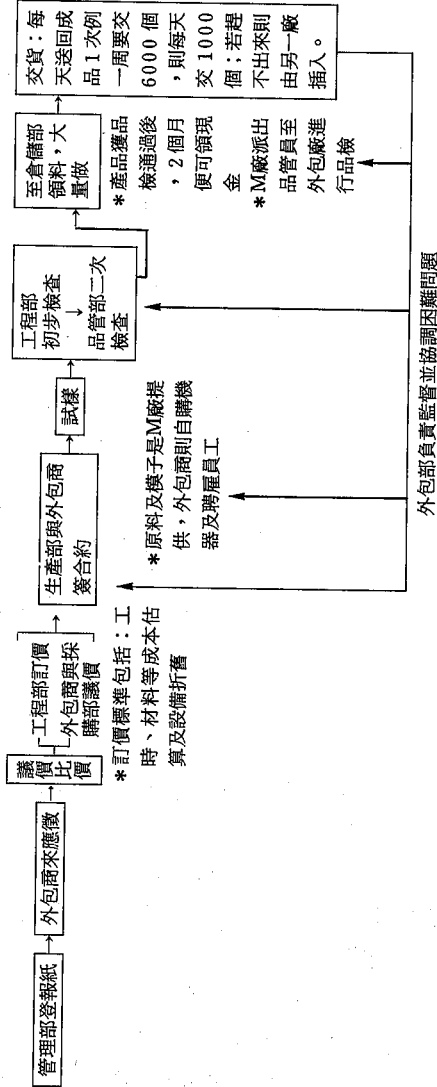 管理部登報紙
外包商來應徵
議價比價
工程部訂價
外包商與採
購部議價
*訂價標準包括：工
時、材料等成本估
算及設備折舊
生產部與外包商
簽合約
*原料及模子是M廠提
供，外包商則自購機
器及聘雇員工
試樣
工程部
初步檢查
品管部二次
檢查
至倉儲部
領料，大
量做
*產品獲品
檢通過後
，2個月
便可領現
金
*M廠派出
品管員至
外包廠進
行品檢
交貨：每
天送回成
品1次例
一周要交
6000個
，則每天
交1000
個；若趕
不出來則
由另一廠
插入。
外包部負責監督並協調困難問題